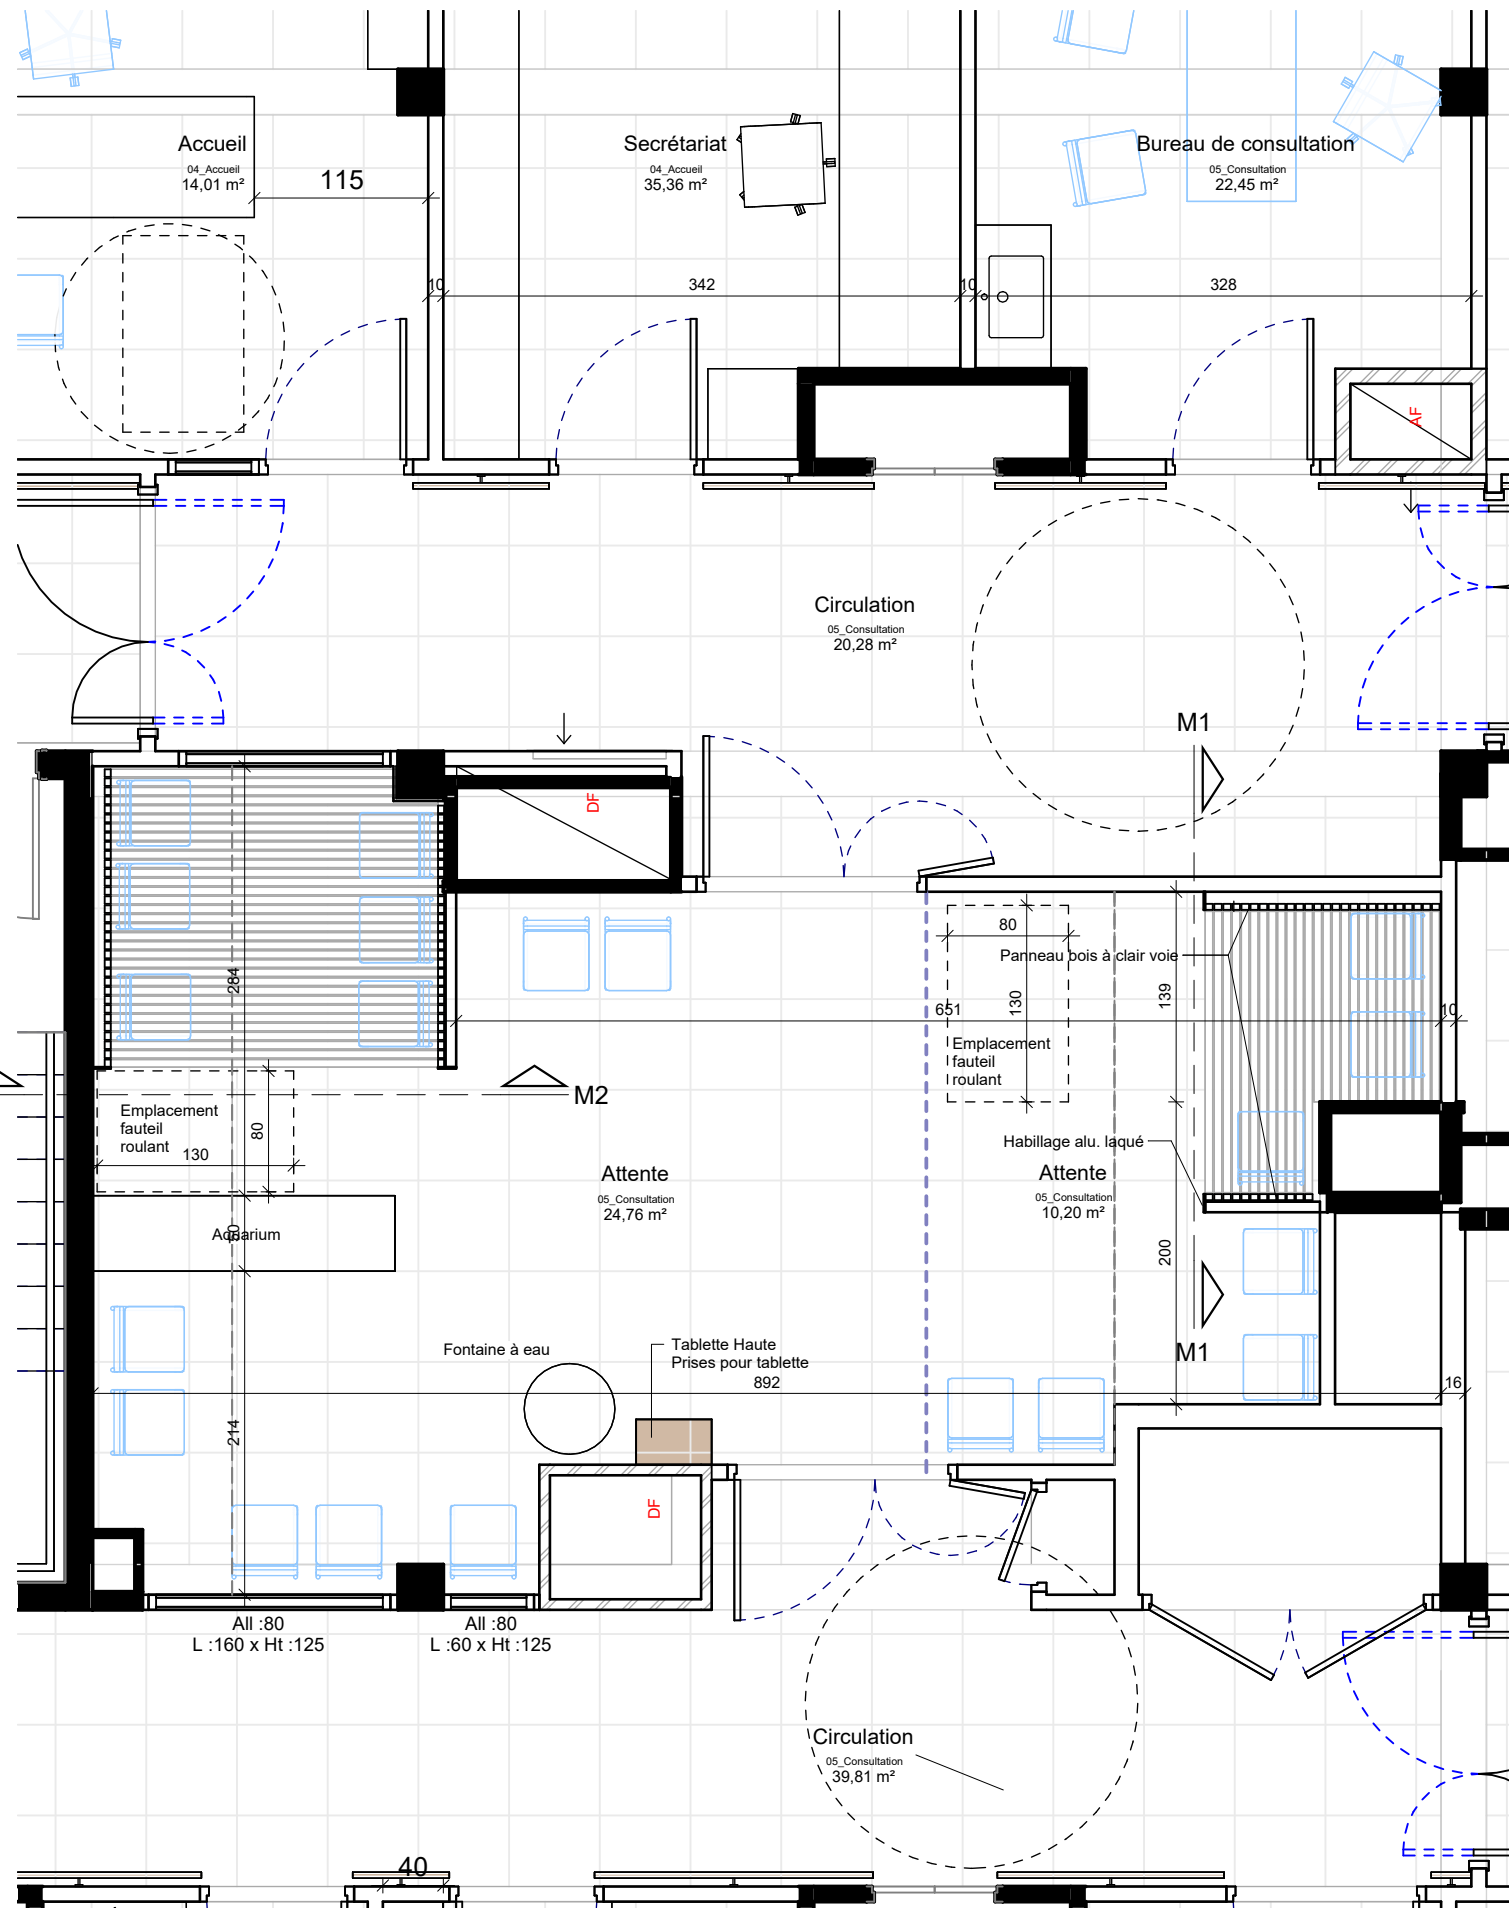 Accueil
04_Accueil
14,01 m²
115
Secrétariat
04_Accueil
35,36 m²
Bureau de consultation
05_Consultation
22,45 m²
10
342
10
328
AF
Circulation
05_Consultation
20,28 m²
M1
DF
80
Panneau bois à clair voie
284
130
139
651
10
Emplacement
fauteil
roulant
M2
Emplacement
fauteil
roulant
80
130
Habillage alu. laqué
Attente
05_Consultation
24,76 m²
Attente
05_Consultation
10,20 m²
Aquarium
50
200
Fontaine à eau
Tablette Haute
Prises pour tablette
M1
892
16
214
DF
All :80
L :160 x Ht :125
All :80
L :60 x Ht :125
Circulation
05_Consultation
39,81 m²
40